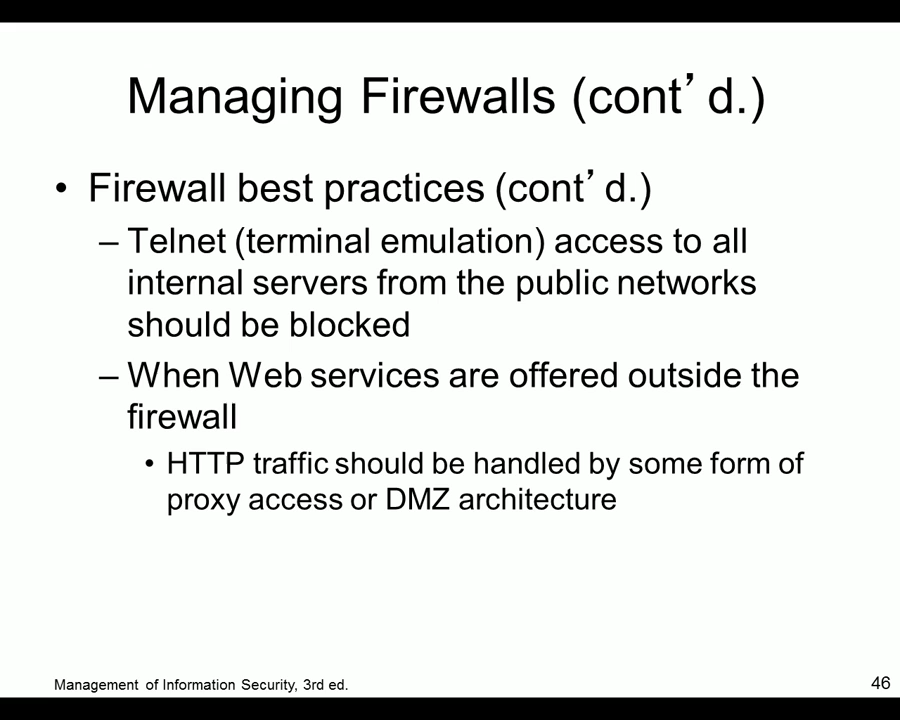 Managing Firewalls (cont’d.)
• Firewall best practices (cont’d.)
– Telnet (terminal emulation) access to all
internal servers from the public networks
should be blocked
– When Web services are offered outside the
firewall
• HTTP traffic should be handled by some form of
proxy access or DMZ architecture
Management of Information Security, 3rd ed.
46